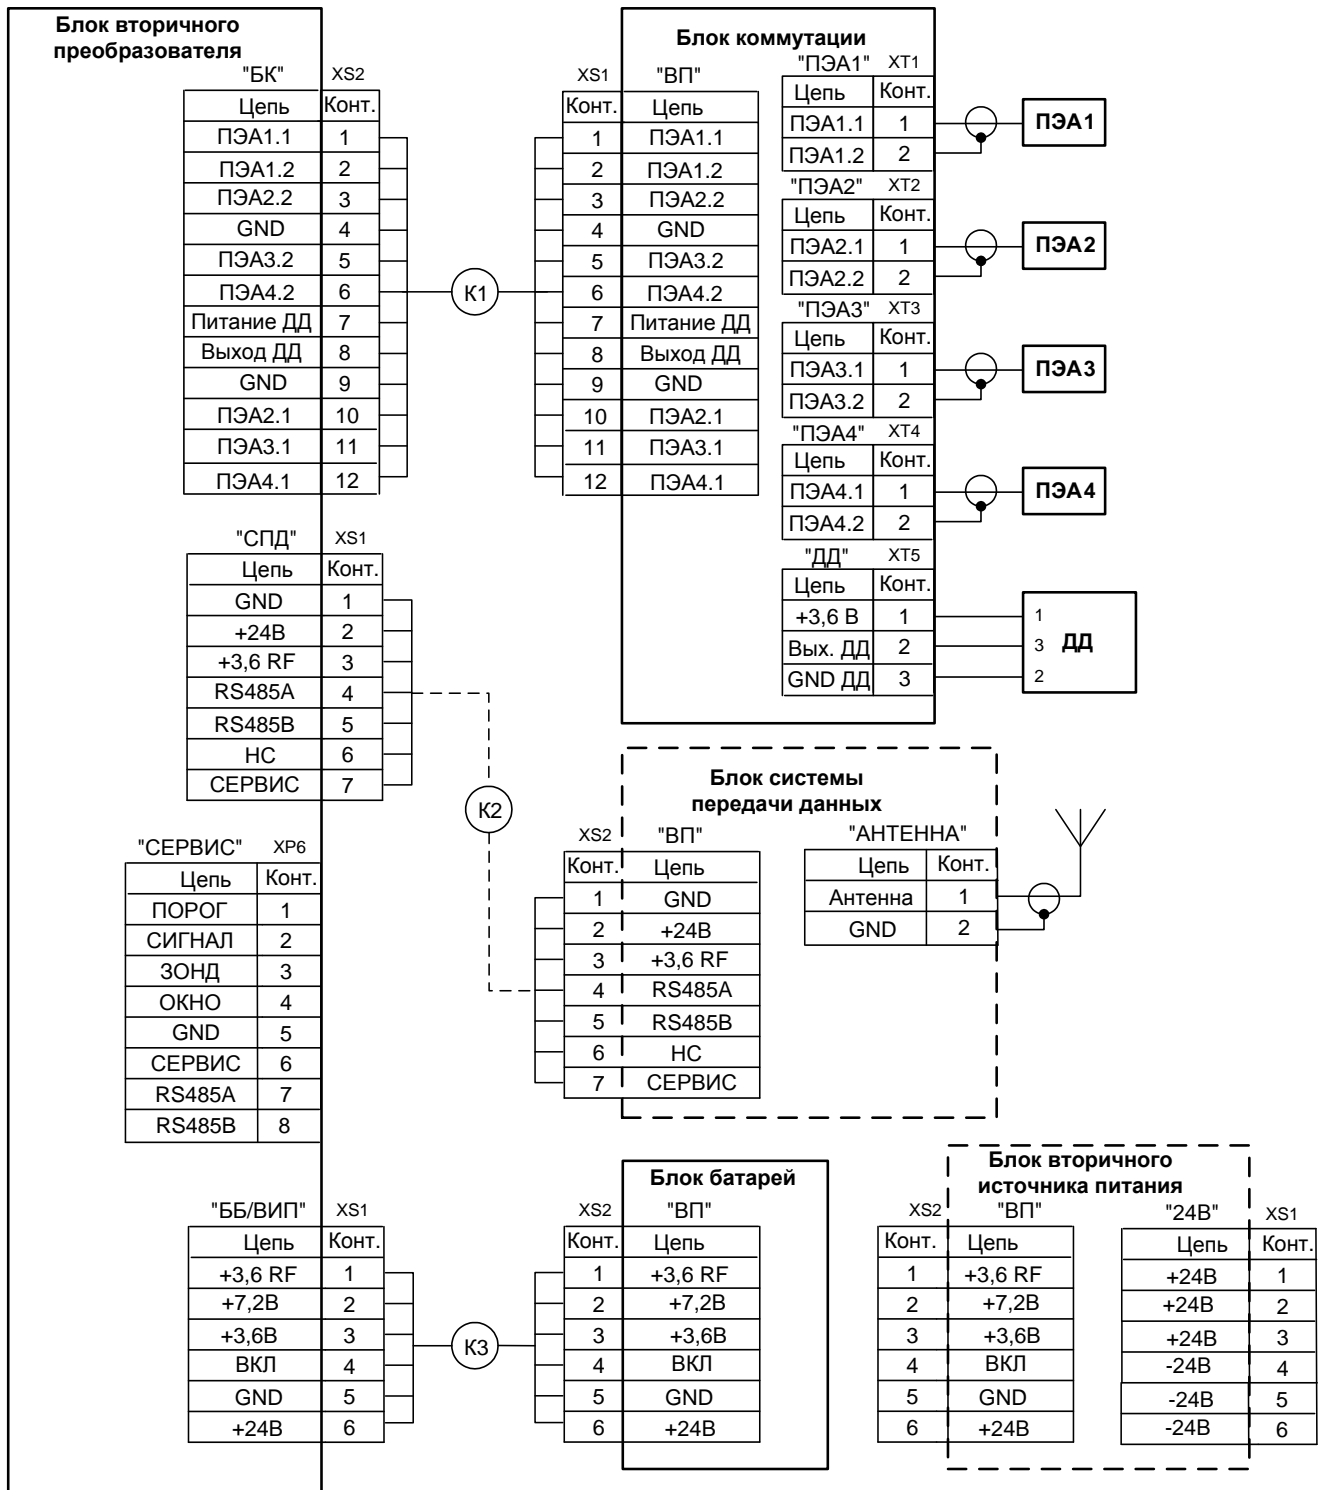 Блок вторичного
преобразователя
"БК" XS2
Цепь Конт.
ПЭА1.1 1
ПЭА1.2 2
ПЭА2.2 3
GND 4
ПЭА3.2 5
ПЭА4.2 6
Питание ДД 7
Выход ДД 8
GND 9
ПЭА2.1 10
ПЭА3.1 11
ПЭА4.1 12
К1
Блок коммутации
XS1 "ВП"
Конт. Цепь
1 ПЭА1.1
2 ПЭА1.2
3 ПЭА2.2
4 GND
5 ПЭА3.2
6 ПЭА4.2
7 Питание ДД
8 Выход ДД
9 GND
10 ПЭА2.1
11 ПЭА3.1
12 ПЭА4.1
"ПЭА1" XT1
Цепь Конт.
ПЭА1.1 1
ПЭА1.2 2
ПЭА1
"ПЭА2" XT2
Цепь Конт.
ПЭА2.1 1
ПЭА2.2 2
ПЭА2
"ПЭА3" XT3
Цепь Конт.
ПЭА3.1 1
ПЭА3.2 2
ПЭА3
"ПЭА4" XT4
Цепь Конт.
ПЭА4.1 1
ПЭА4.2 2
ПЭА4
"ДД" XT5
Цепь Конт.
+3,6 В 1
Вых. ДД 2
GND ДД 3
1
3 ДД
2
"СПД" XS1
Цепь Конт.
GND 1
+24В 2
+3,6 RF 3
RS485A 4
RS485B 5
НС 6
СЕРВИС 7
К2
Блок системы
передачи данных
XS2 "ВП"
Конт. Цепь
1 GND
2 +24В
3 +3,6 RF
4 RS485A
5 RS485B
6 НС
7 СЕРВИС
"АНТЕННА"
Цепь Конт.
Антенна 1
GND 2
"СЕРВИС" XP6
Цепь Конт.
ПОРОГ 1
СИГНАЛ 2
ЗОНД 3
ОКНО 4
GND 5
СЕРВИС 6
RS485A 7
RS485B 8
"ББ/ВИП" XS1
Цепь Конт.
+3,6 RF 1
+7,2В 2
+3,6В 3
ВКЛ 4
GND 5
+24В 6
К3
Блок батарей
XS2 "ВП"
Конт. Цепь
1 +3,6 RF
2 +7,2В
3 +3,6В
4 ВКЛ
5 GND
6 +24В
Блок вторичного
источника питания
XS2 "ВП"
Конт. Цепь
1 +3,6 RF
2 +7,2В
3 +3,6В
4 ВКЛ
5 GND
6 +24В
"24В" XS1
Цепь Конт.
+24В 1
+24В 2
+24В 3
-24В 4
-24В 5
-24В 6